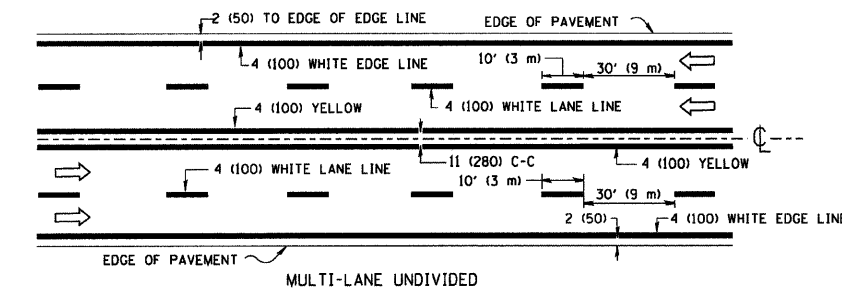 2 (50) TO EDGE OF EDGE LINE
EDGE OF PAVEMENT
4 (100) WHITE EDGE LINE
10' (3 m)
30' (9 m)
4 (100) YELLOW
4 (100) WHITE LANE LINE
℄
4 (100) WHITE LANE LINE
11 (280) C-C
4 (100) YELLOW
10' (3 m)
30' (9 m)
2 (50)
4 (100) WHITE EDGE LINE
EDGE OF PAVEMENT
MULTI-LANE UNDIVIDED